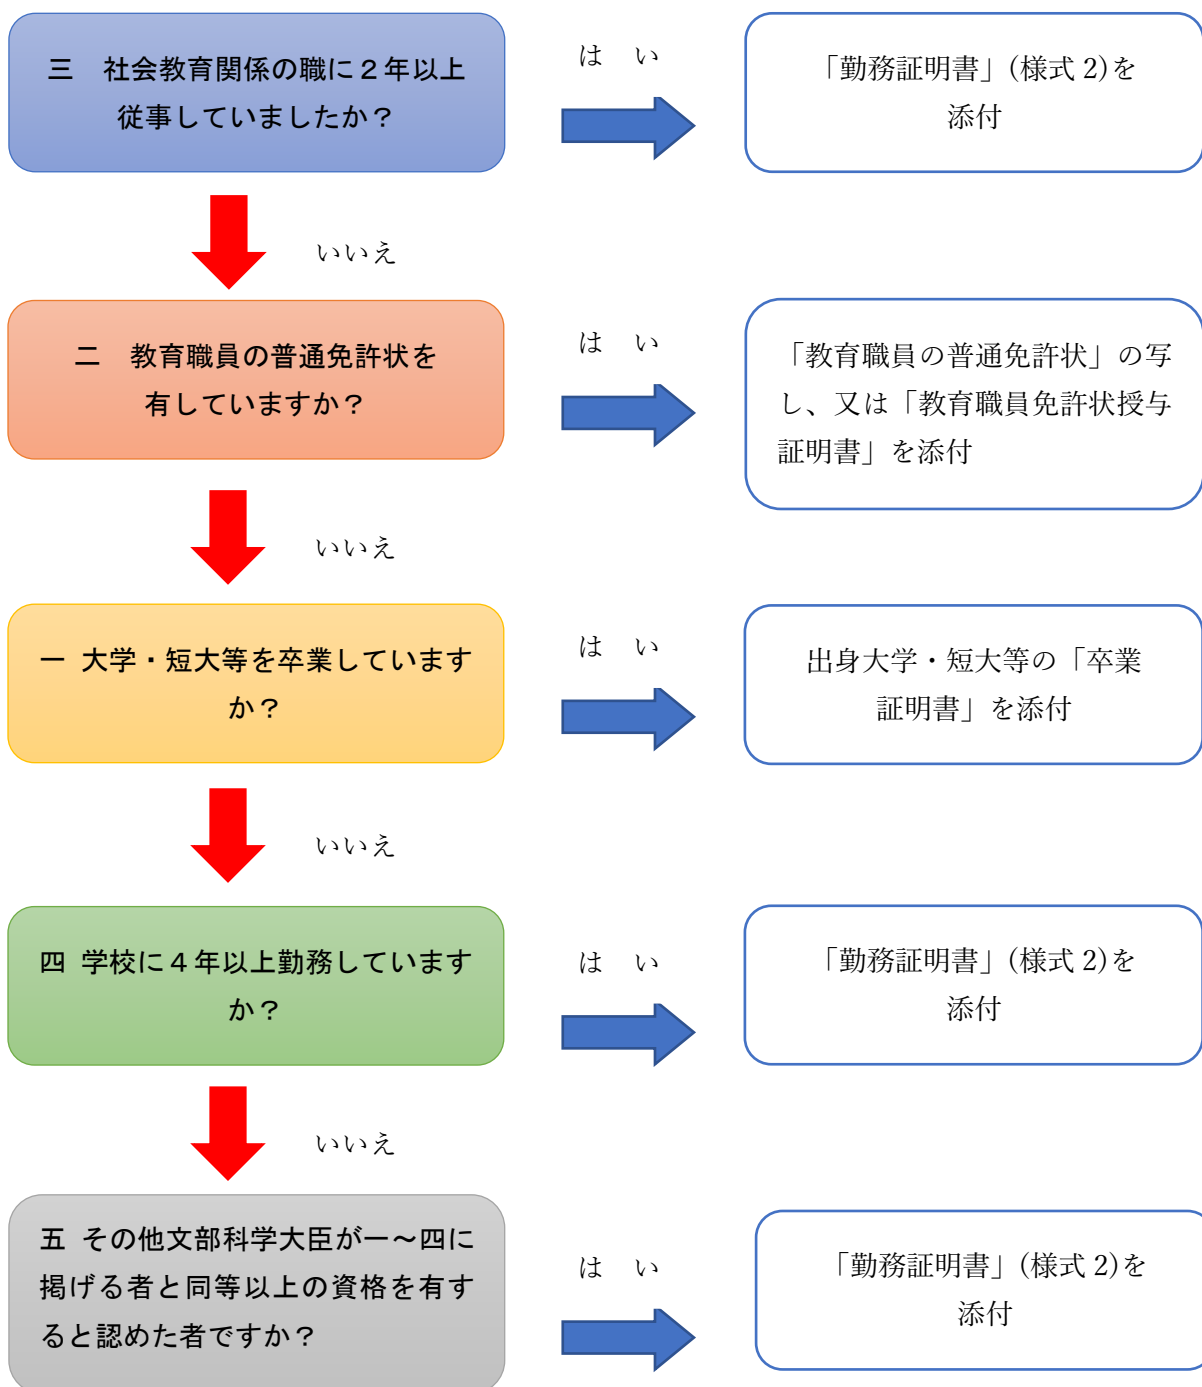 三　社会教育関係の職に２年以上
従事していましたか？
は　い
「勤務証明書」(様式 2)を
添付
いいえ
二　教育職員の普通免許状を
有していますか？
は　い
「教育職員の普通免許状」の写
し、又は「教育職員免許状授与
証明書」を添付
いいえ
一 大学・短大等を卒業しています
か？
は　い
出身大学・短大等の「卒業
証明書」を添付
いいえ
四 学校に４年以上勤務しています
か？
は　い
「勤務証明書」(様式 2)を
添付
いいえ
五 その他文部科学大臣が一～四に
掲げる者と同等以上の資格を有す
ると認めた者ですか？
は　い
「勤務証明書」(様式 2)を
添付